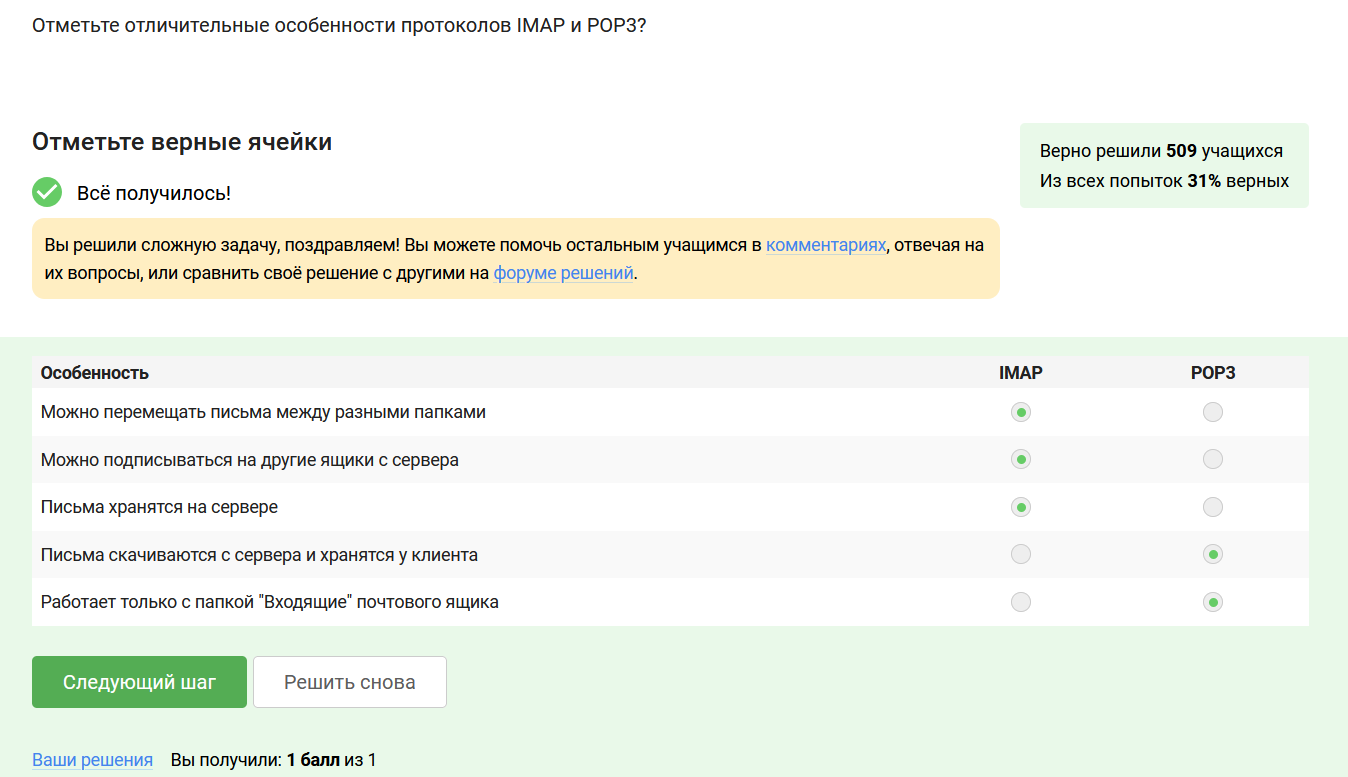 Отметьте отличительные особенности протоколов IMAP и POP3?
Отметьте верные ячейки
Верно решили 509 учащихся
Из всех попыток 31% верных
Всё получилось!
Вы решили сложную задачу, поздравляем! Вы можете помочь остальным учащимся в комментариях, отвечая на
их вопросы, или сравнить своё решение с другими на форуме решений.
Особенность IMAP POP3
Можно перемещать письма между разными папками
Можно подписываться на другие ящики с сервера
Письма хранятся на сервере
Письма скачиваются с сервера и хранятся у клиента
Работает только с папкой "Входящие" почтового ящика
Следующий шаг Решить снова
Ваши решения Вы получили: 1 балл из 1